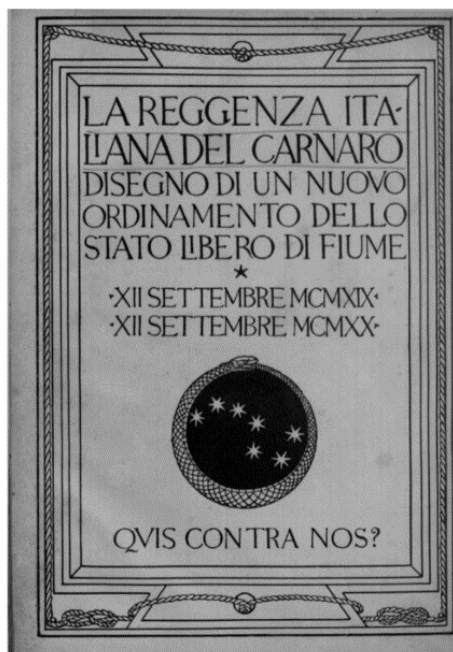 LA REGGENZA ITA-
LIANA DEL CARNARO
DISEGNO DI UN NUOVO
ORDINAMENTO DELLO
STATO LIBERO DI FIUME
★
·XII SETTEMBRE MCMXIX·
·XII SETTEMBRE MCMXX·
QVIS CONTRA NOS?